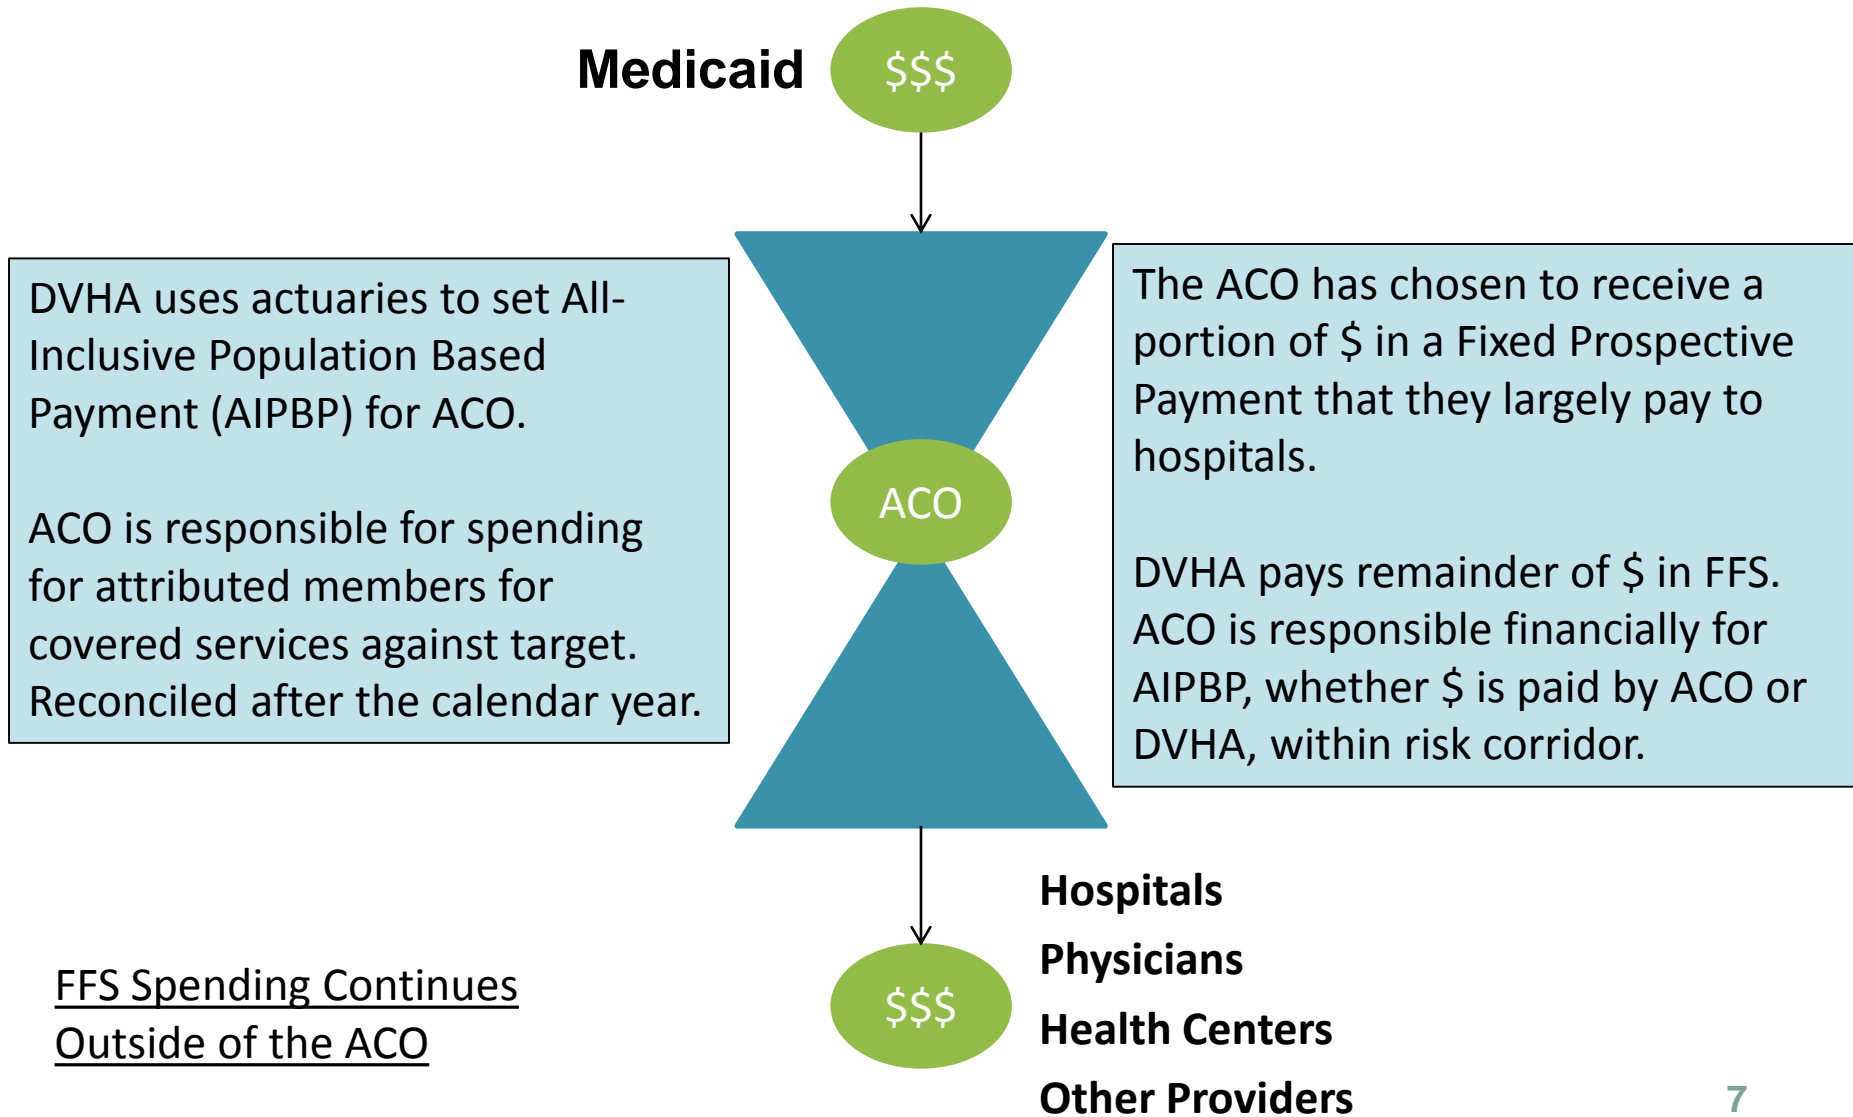 Medicaid
$$$
DVHA uses actuaries to set All-
Inclusive Population Based
Payment (AIPBP) for ACO.
ACO is responsible for spending
for attributed members for
covered services against target.
Reconciled after the calendar year.
ACO
The ACO has chosen to receive a
portion of $ in a Fixed Prospective
Payment that they largely pay to
hospitals.
DVHA pays remainder of $ in FFS.
ACO is responsible financially for
AIPBP, whether $ is paid by ACO or
DVHA, within risk corridor.
FFS Spending Continues
Outside of the ACO
$$$
Hospitals
Physicians
Health Centers
Other Providers
7